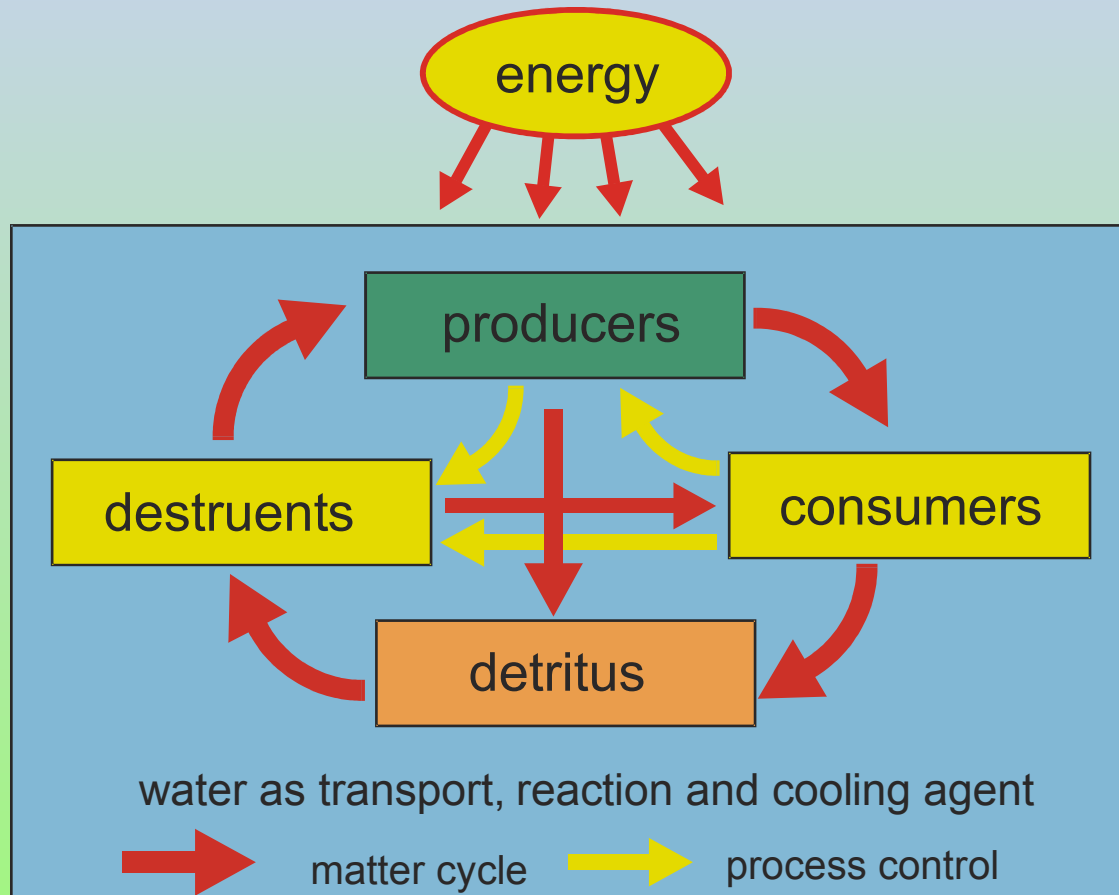 energy
producers
destruents
consumers
detritus
water as transport, reaction and cooling agent
matter cycle
process control